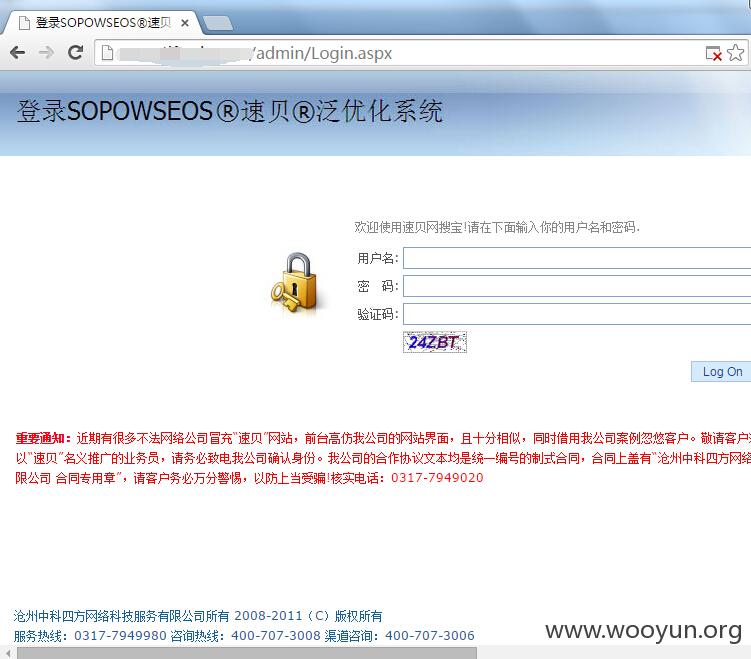 登录SOPOWSEOS®速贝
/admin/Login.aspx
登录SOPOWSEOS®速贝®泛优化系统
欢迎使用速贝网搜宝!请在下面输入你的用户名和密码.
用户名:
密 码:
验证码:
24ZBT
Log On
重要通知：近期有很多不法网络公司冒充“速贝”网站，前台高仿我公司的网站界面，且十分相似，同时借用我公司案例忽悠客户。敬请客户
以“速贝”名义推广的业务员，请务必致电我公司确认身份。我公司的合作协议文本均是统一编号的制式合同，合同上盖有“沧州中科四方网络
限公司 合同专用章”，请客户务必万分警惕，以防上当受骗!核实电话：0317-7949020
沧州中科四方网络科技服务有限公司所有 2008-2011（C）版权所有
服务热线：0317-7949980 咨询热线：400-707-3008 渠道咨询：400-707-3006
www.wooyun.org